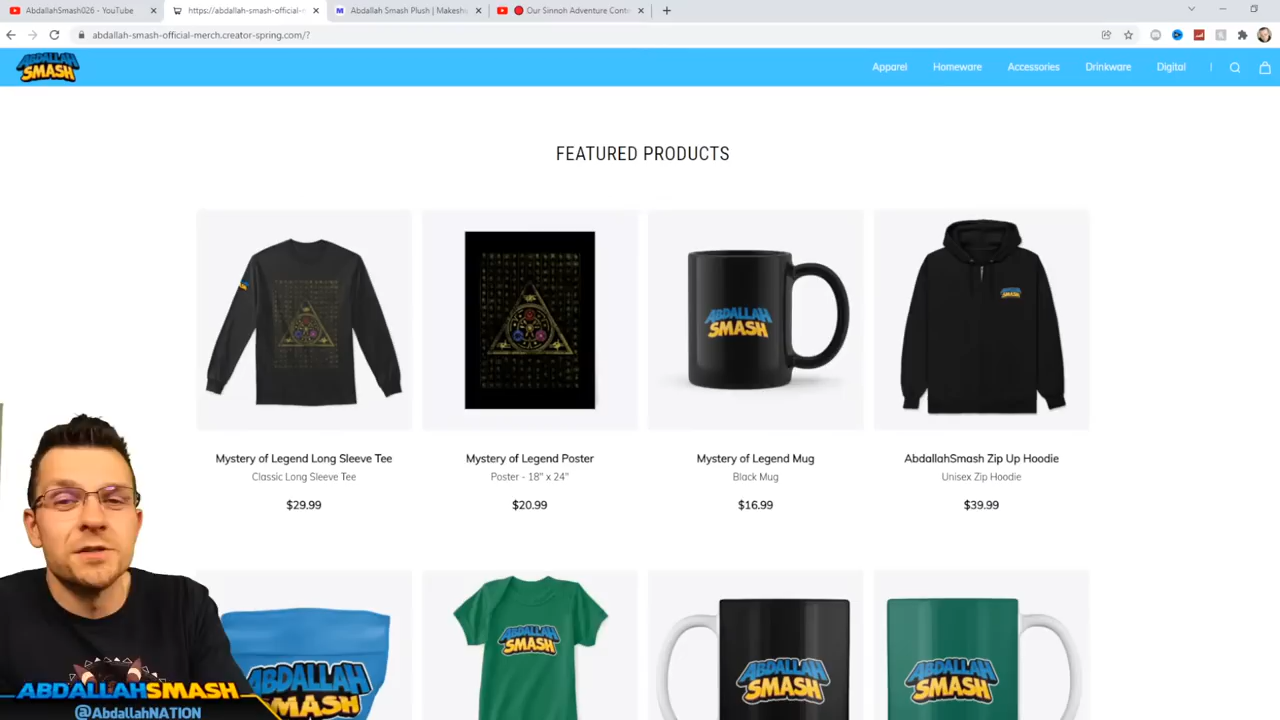 AbdallahSmash026 - YouTube
https://abdallah-smash-official-m
Abdallah Smash Plush | Makeshi
Our Sinnoh Adventure Cont
abdallah-smash-official-merch.creator-spring.com/?
ABDALLAH
SMASH
Apparel
Homeware
Accessories
Drinkware
Digital
FEATURED PRODUCTS
ABDALLAH
SMASH
Mystery of Legend Long Sleeve Tee
Classic Long Sleeve Tee
$29.99
Mystery of Legend Poster
Poster - 18" x 24"
$20.99
Mystery of Legend Mug
Black Mug
$16.99
AbdallahSmash Zip Up Hoodie
Unisex Zip Hoodie
$39.99
ABDALLAH
SMASH
ABDALLAH
SMASH
ABDALLAH
SMASH
ABDALLAH
SMASH
ABDALLAHSMASH
@AbdallahNATION